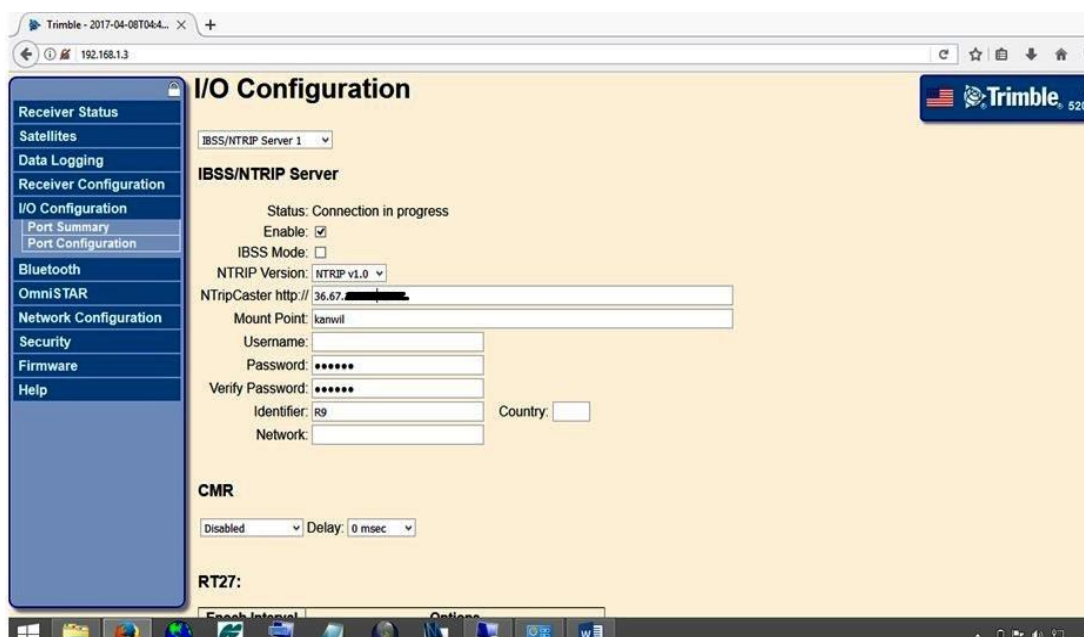 Trimble - 2017-04-08T04:4...
192.168.1.3
I/O Configuration
Trimble. 520
Receiver Status
Satellites
Data Logging
Receiver Configuration
I/O Configuration
Port Summary
Port Configuration
Bluetooth
OmniSTAR
Network Configuration
Security
Firmware
Help
IBSS/NTRIP Server 1
IBSS/NTRIP Server
Status: Connection in progress
Enable:
IBSS Mode:
NTRIP Version: NTRIP v1.0
NTripCaster http:// 36.67.
Mount Point: kanwil
Username:
Password: ••••••
Verify Password: ••••••
Identifier: R9 Country:
Network:
CMR
Disabled Delay: 0 msec
RT27:
Epoch Interval Options